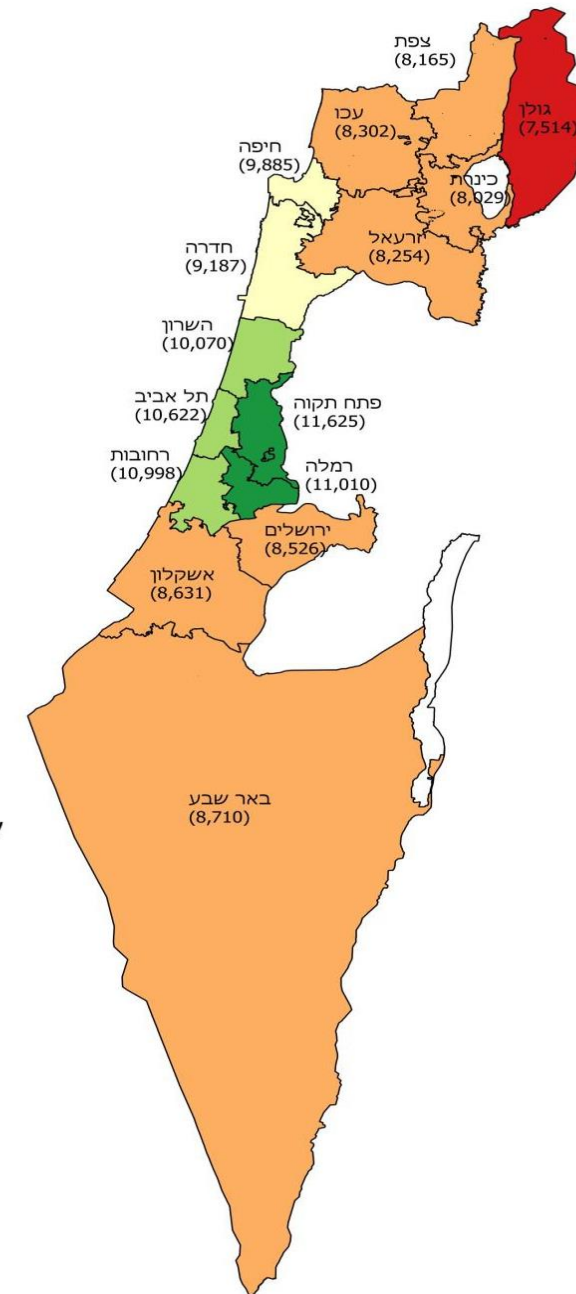 צפת
(8,165)
גולן
(7,514)
עכו
(8,302)
חיפה
(9,885)
כינרת
(8,029)
יזרעאל
(8,254)
חדרה
(9,187)
השרון
(10,070)
תל אביב
(10,622)
פתח תקוה
(11,625)
רחובות
(10,998)
רמלה
(11,010)
ירושלים
(8,526)
אשקלון
(8,631)
באר שבע
(8,710)